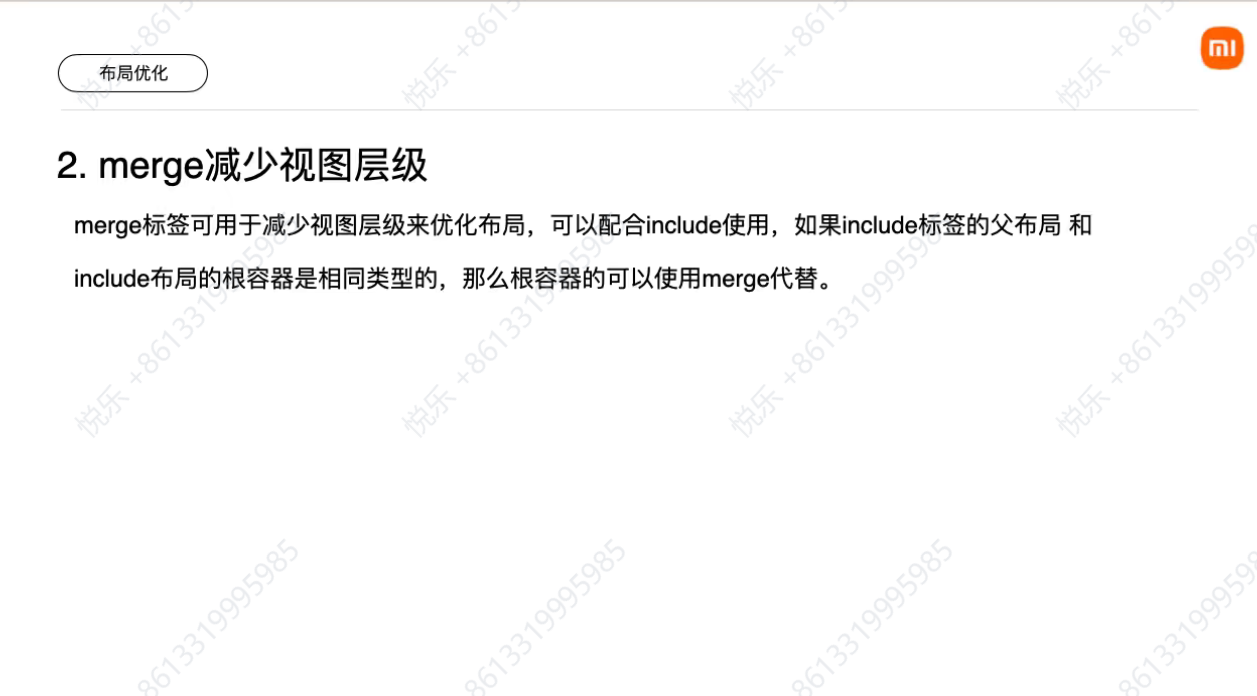 布局优化
mi
2. merge减少视图层级
merge标签可用于减少视图层级来优化布局，可以配合include使用，如果include标签的父布局 和
include布局的根容器是相同类型的，那么根容器的可以使用merge代替。
悦乐 +8613319995985
悦乐 +8613319995985
悦乐 +8613319995985
悦乐 +8613319995985